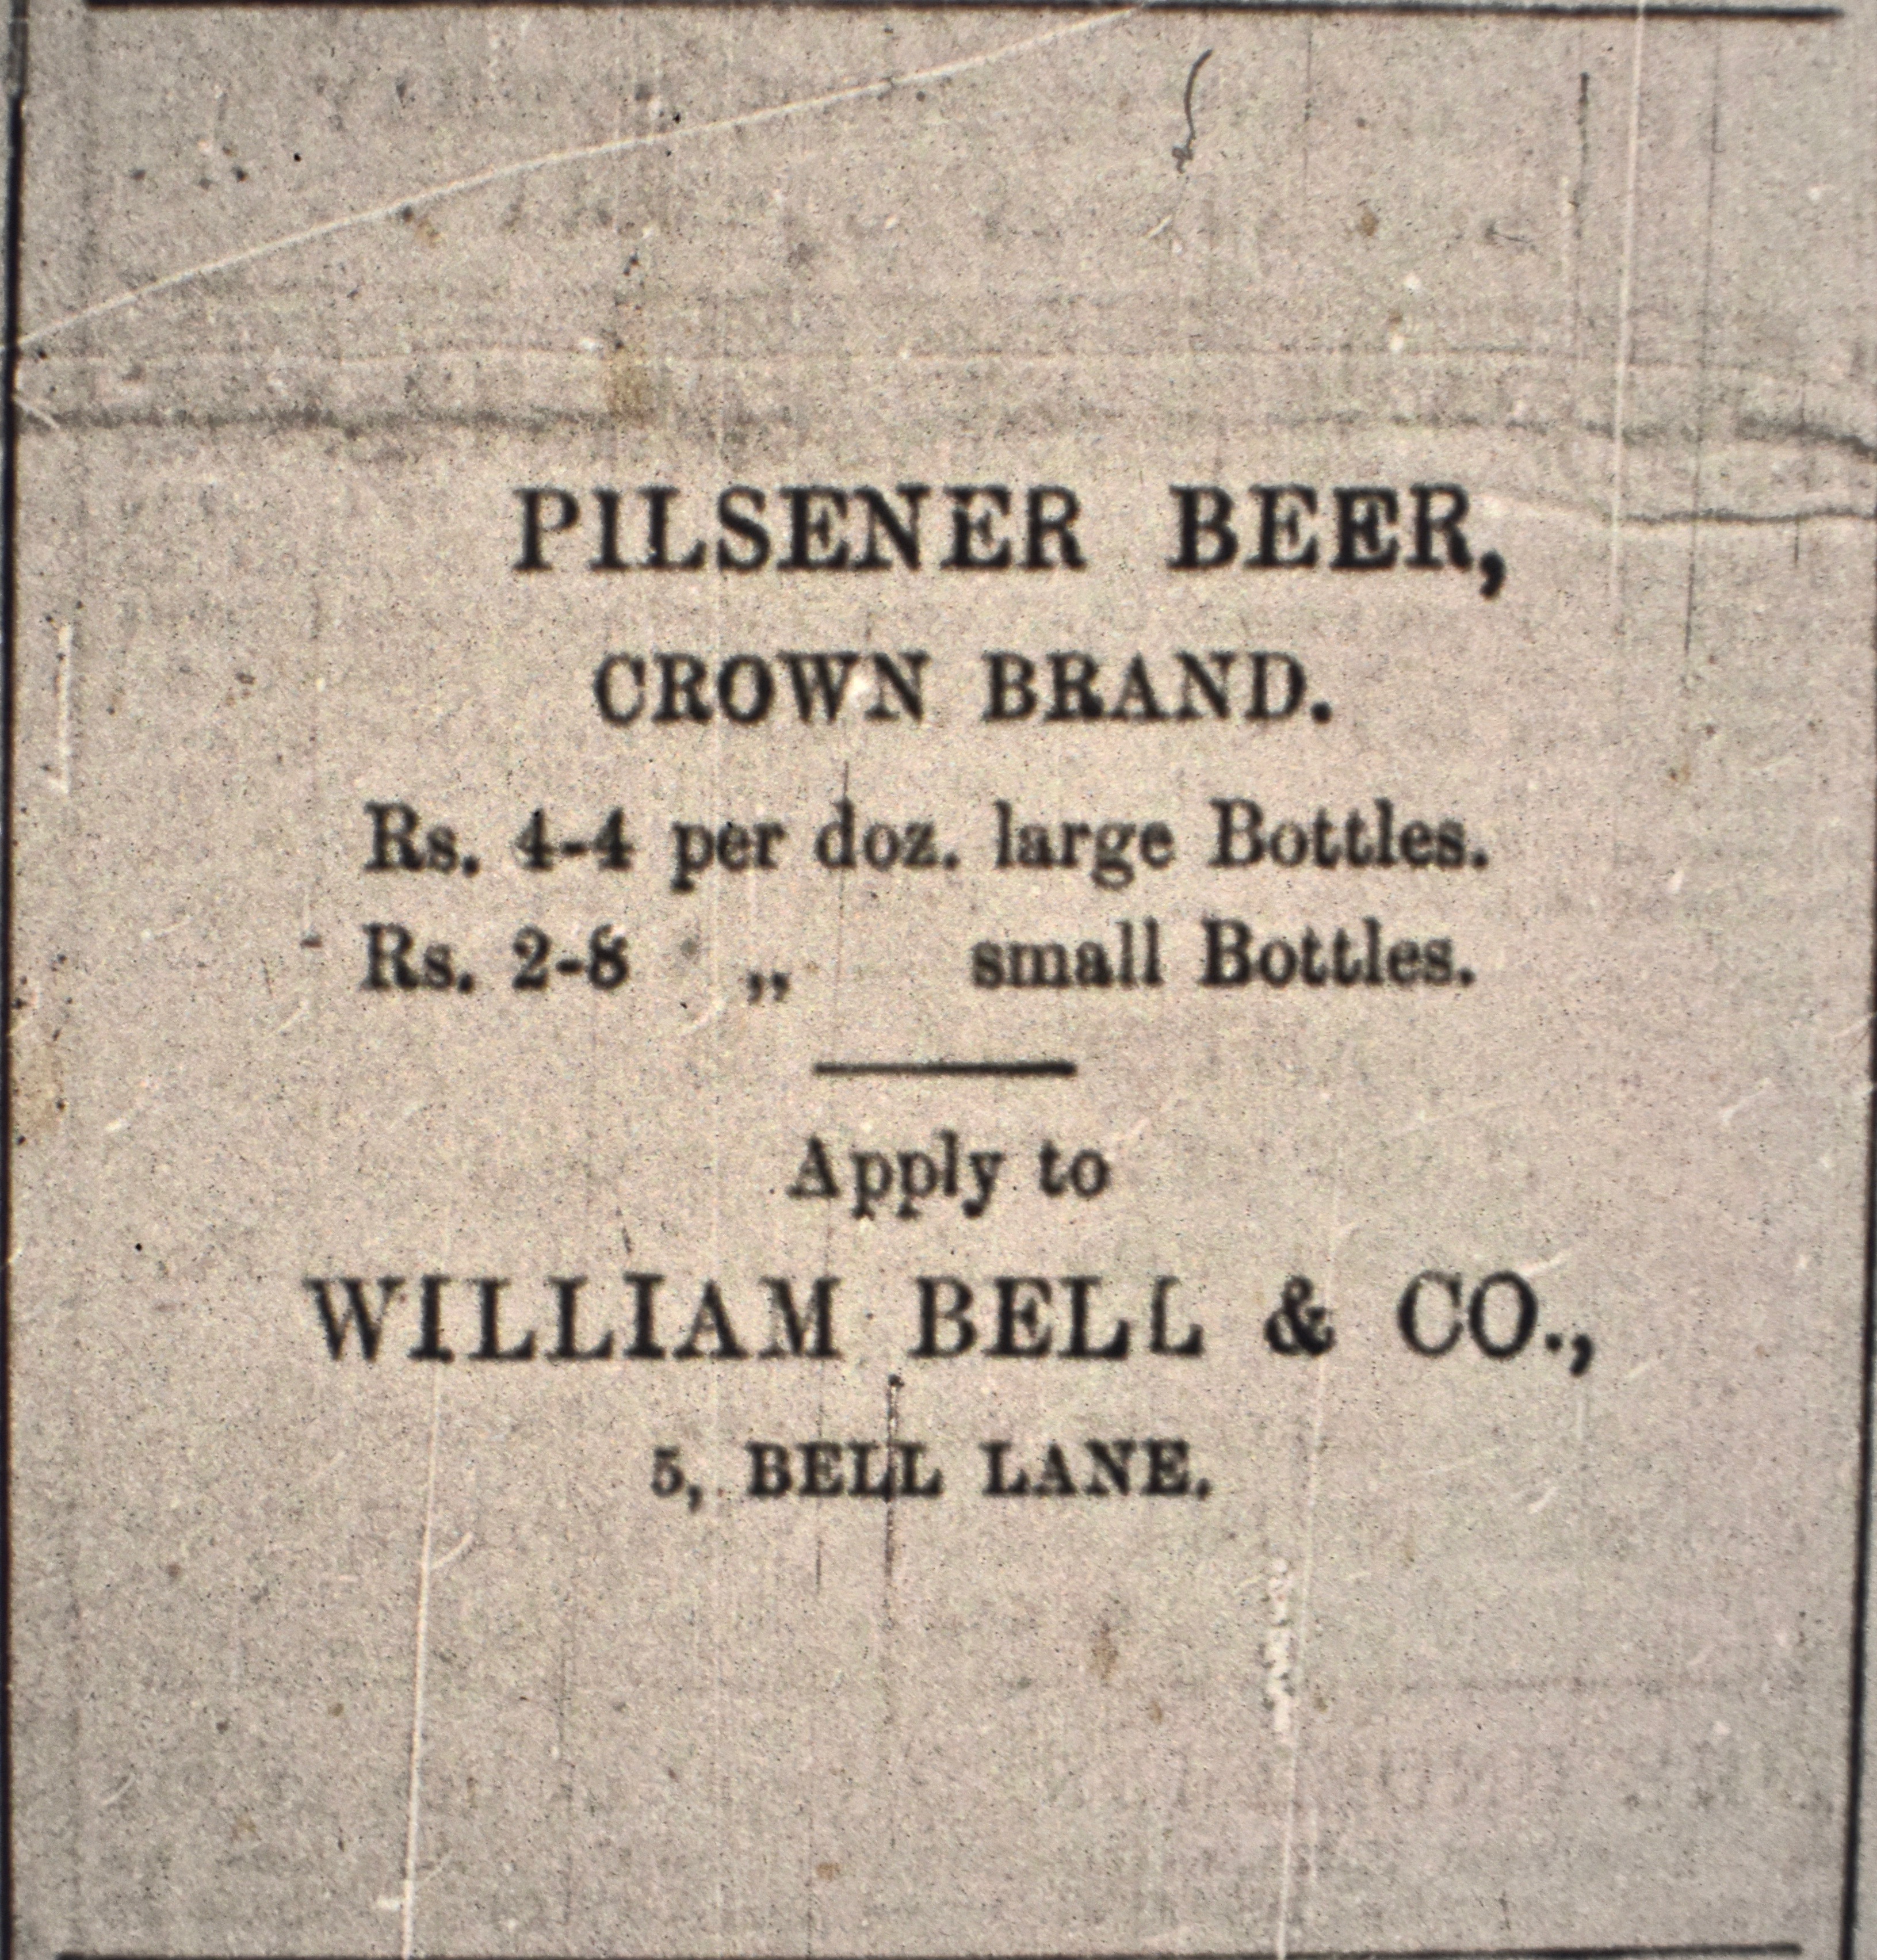 PILSENER BEER,
CROWN BRAND.
Rs. 4-4 per doz. large Bottles.
Rs. 2-8 „ small Bottles.
Apply to
WILLIAM BELL & CO.,
5, BELL LANE.